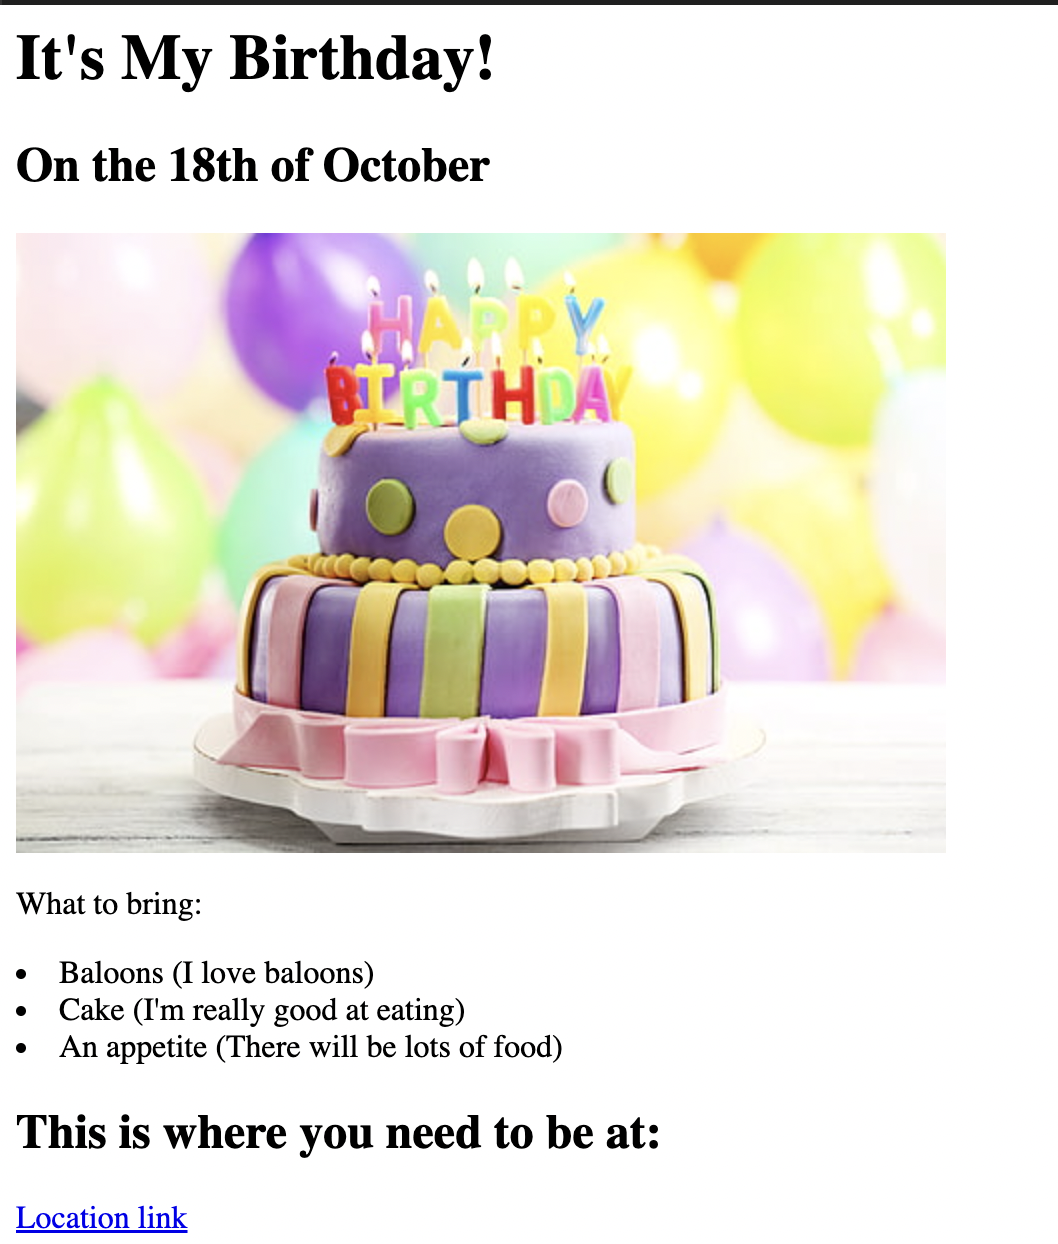 It's My Birthday!
On the 18th of October
HAPPY
BIRTHDAY
What to bring:
Baloons (I love baloons)
Cake (I'm really good at eating)
An appetite (There will be lots of food)
This is where you need to be at:
Location link